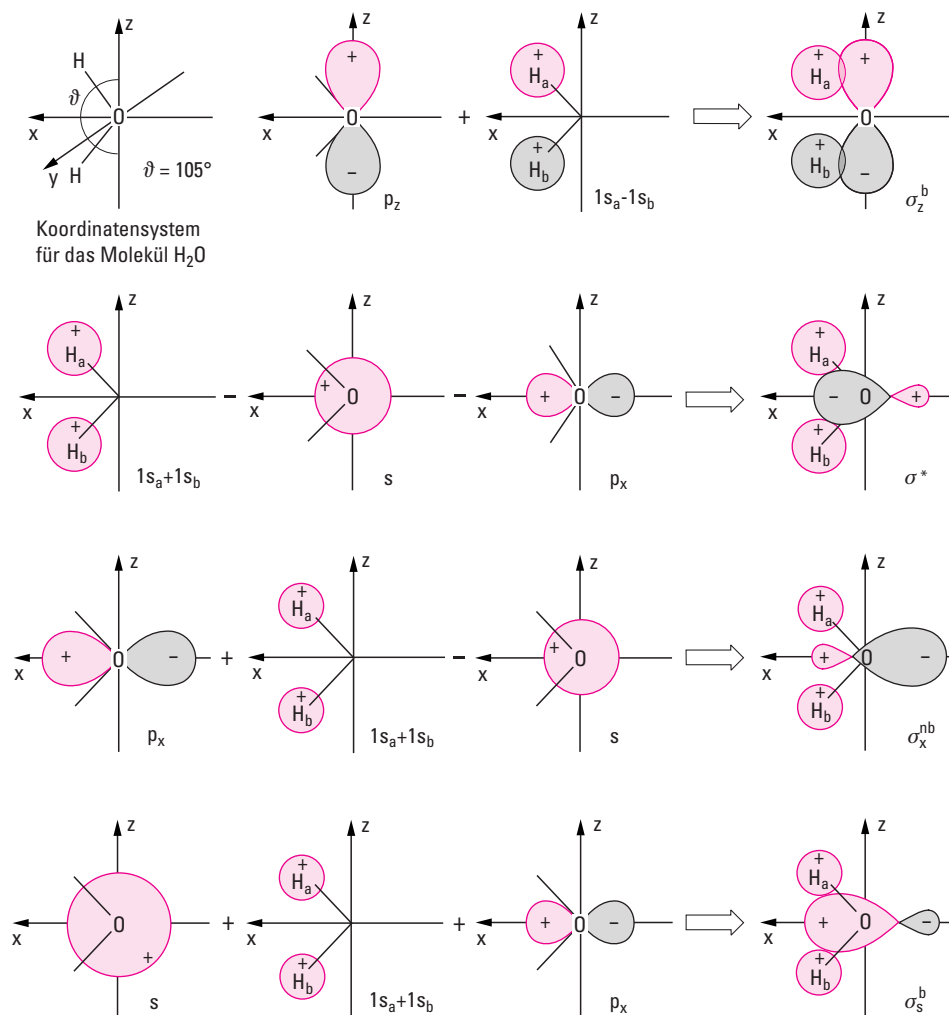 z
H
ϑ
O
x
y
H
ϑ = 105°
Koordinatensystem
für das Molekül H₂O
z
+
O
x
–
p_z
+
z
+
H_a
x
+
H_b
1s_a-1s_b
z
+
+
H_a
O
x
+
H_b
–
σ_z^b
z
+
H_a
x
+
H_b
1s_a+1s_b
–
z
+
O
x
s
–
z
+
O
–
x
p_x
z
+
H_a
–
O
+
x
+
H_b
σ*
z
+
O
–
x
p_x
+
z
+
H_a
x
+
H_b
1s_a+1s_b
–
z
+
O
x
s
z
+
H_a
+
O
–
x
+
H_b
σ_x^nb
z
O
x
+
s
+
z
+
H_a
x
+
H_b
1s_a+1s_b
+
z
+
O
–
x
p_x
z
+
H_a
+
O
–
x
+
H_b
σ_s^b